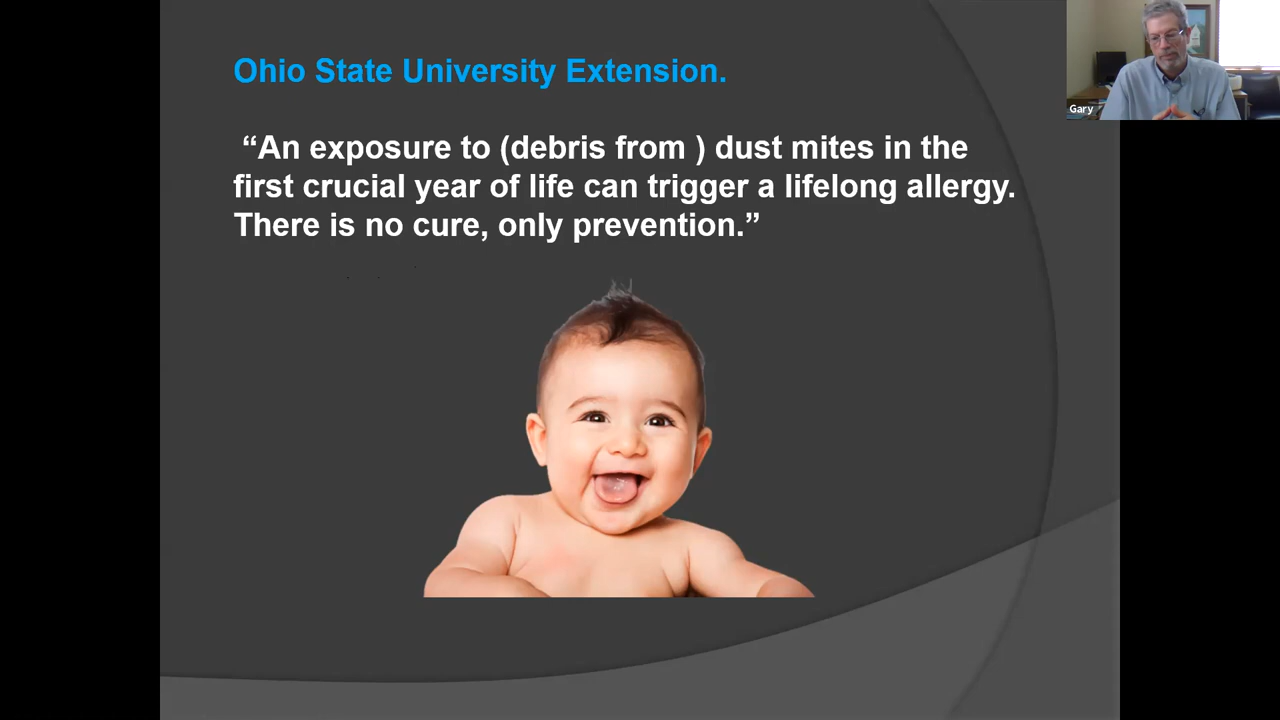 Ohio State University Extension.
“An exposure to (debris from ) dust mites in the
first crucial year of life can trigger a lifelong allergy.
There is no cure, only prevention.”
Gary